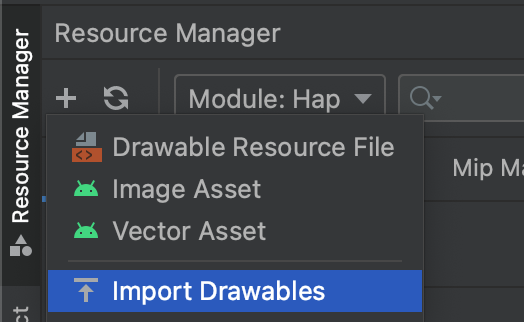 Resource Manager
Resource Manager
Module: Hap
Drawable Resource File
Mip Ma
Image Asset
Vector Asset
Import Drawables
ct